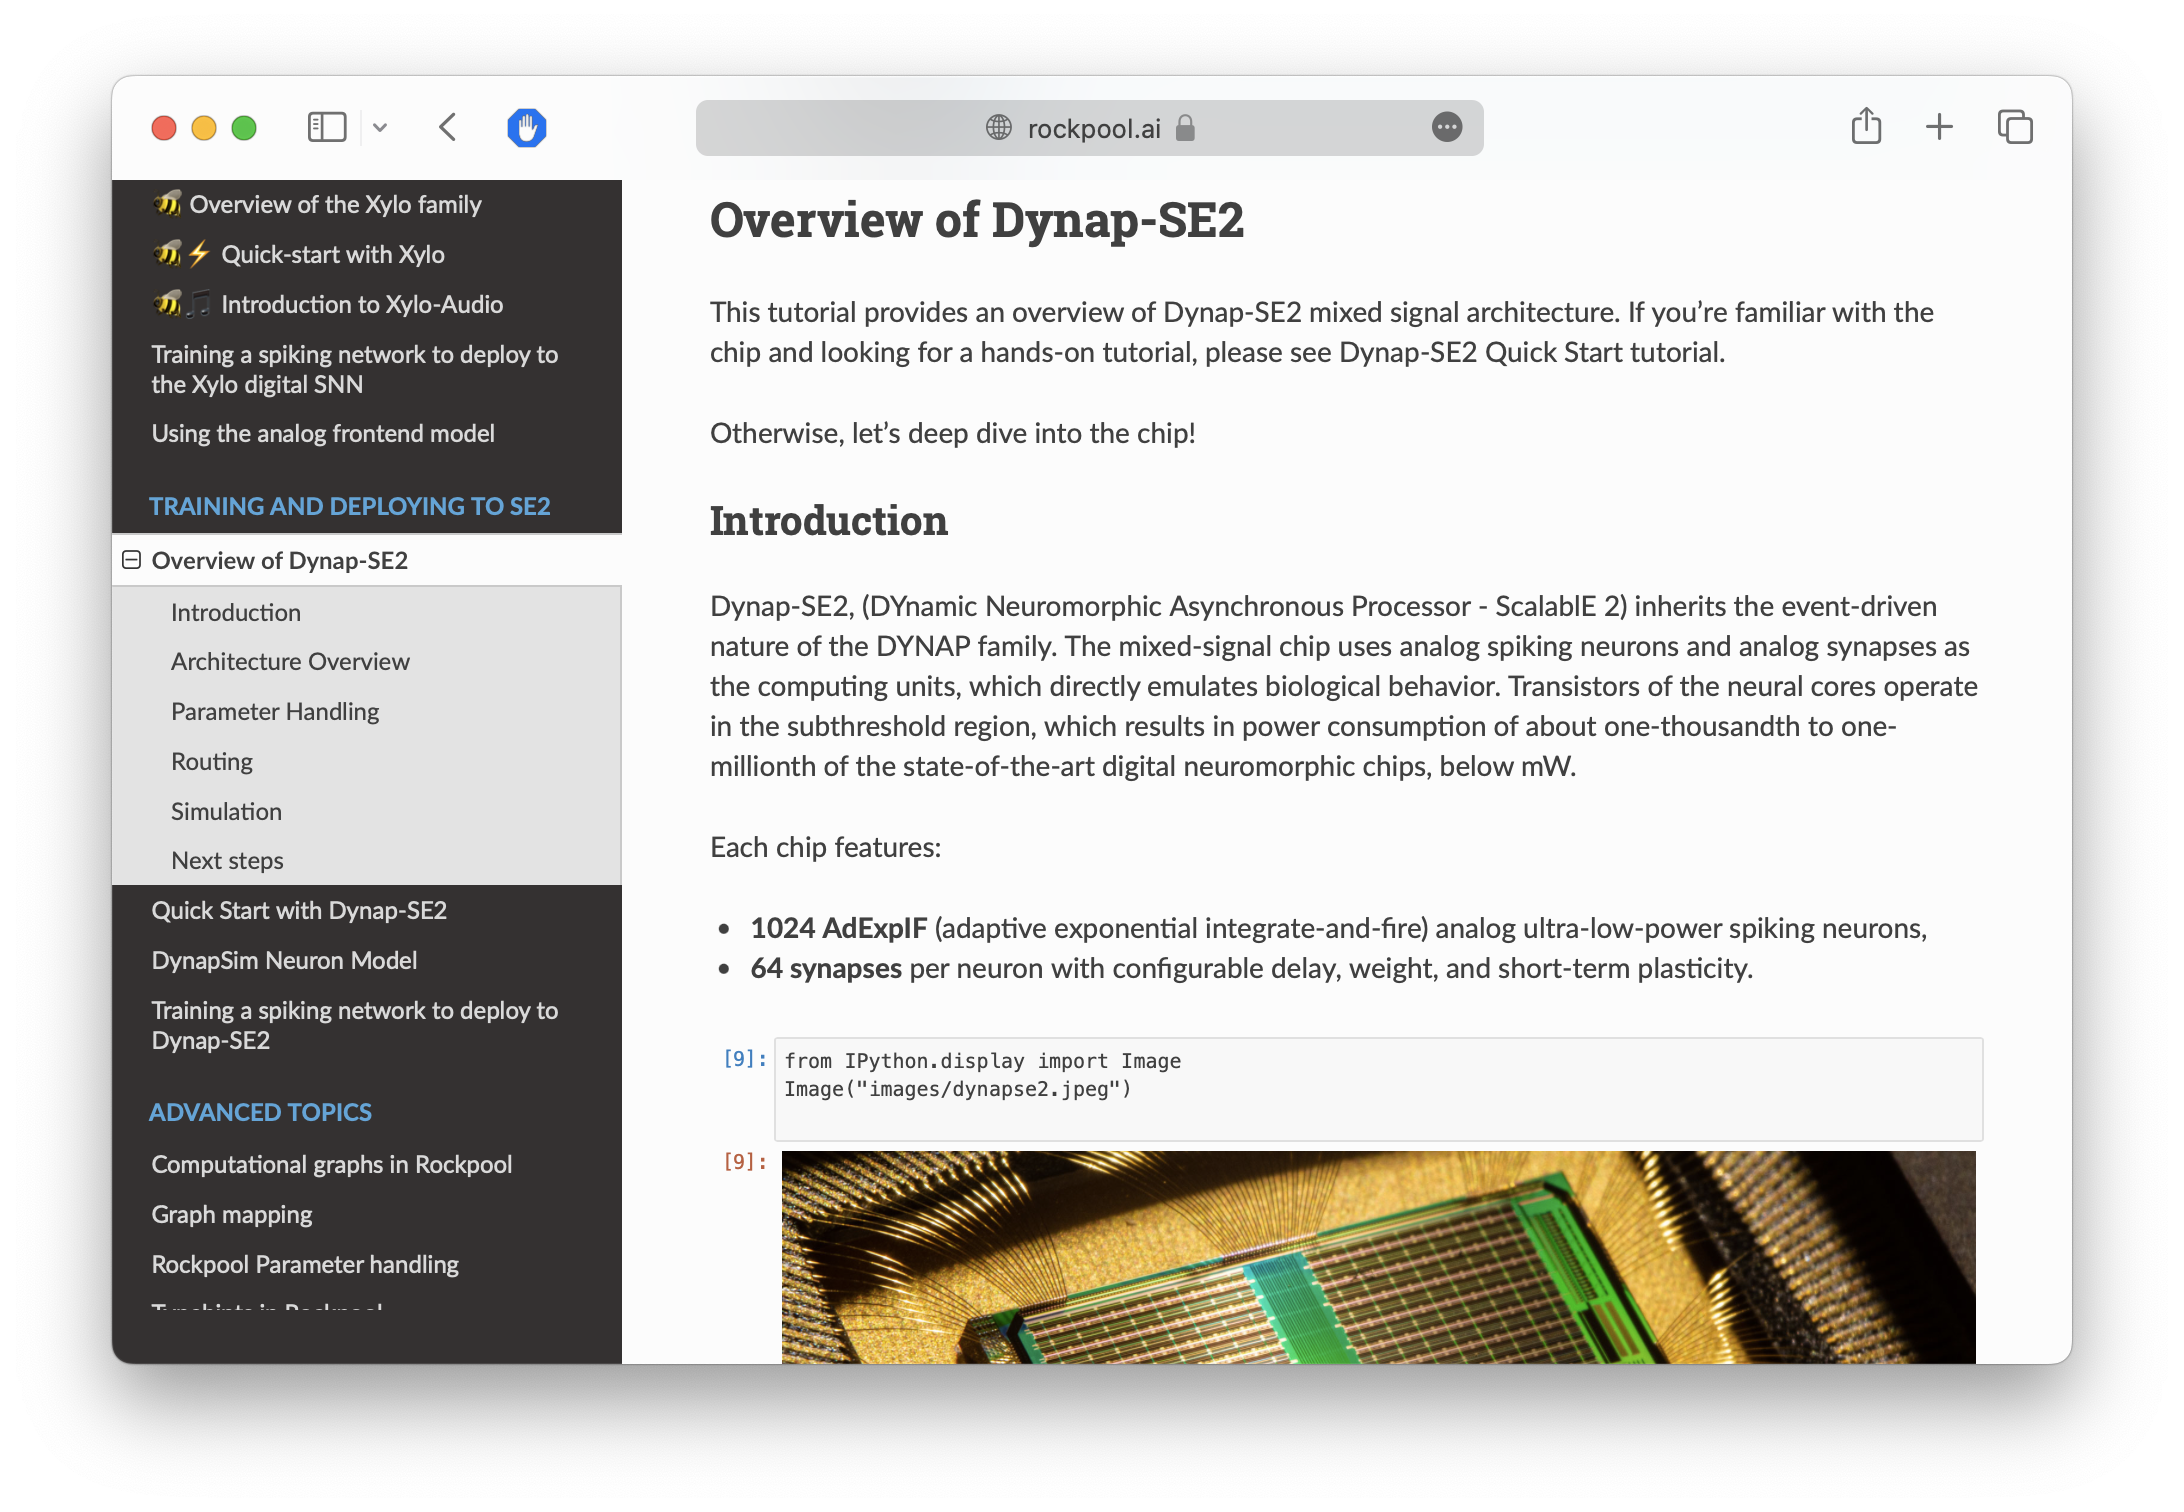 rockpool.ai
Overview of the Xylo family
Quick-start with Xylo
Introduction to Xylo-Audio
Training a spiking network to deploy to
the Xylo digital SNN
Using the analog frontend model
TRAINING AND DEPLOYING TO SE2
Overview of Dynap-SE2
Introduction
Architecture Overview
Parameter Handling
Routing
Simulation
Next steps
Quick Start with Dynap-SE2
DynapSim Neuron Model
Training a spiking network to deploy to
Dynap-SE2
ADVANCED TOPICS
Computational graphs in Rockpool
Graph mapping
Rockpool Parameter handling
Typehints in Rockpool
Overview of Dynap-SE2
This tutorial provides an overview of Dynap-SE2 mixed signal architecture. If you’re familiar with the
chip and looking for a hands-on tutorial, please see Dynap-SE2 Quick Start tutorial.
Otherwise, let’s deep dive into the chip!
Introduction
Dynap-SE2, (DYnamic Neuromorphic Asynchronous Processor - ScalablE 2) inherits the event-driven
nature of the DYNAP family. The mixed-signal chip uses analog spiking neurons and analog synapses as
the computing units, which directly emulates biological behavior. Transistors of the neural cores operate
in the subthreshold region, which results in power consumption of about one-thousandth to one-
millionth of the state-of-the-art digital neuromorphic chips, below mW.
Each chip features:
• 1024 AdExpIF (adaptive exponential integrate-and-fire) analog ultra-low-power spiking neurons,
• 64 synapses per neuron with configurable delay, weight, and short-term plasticity.
[9]: from IPython.display import Image
Image("images/dynapse2.jpeg")
[9]: